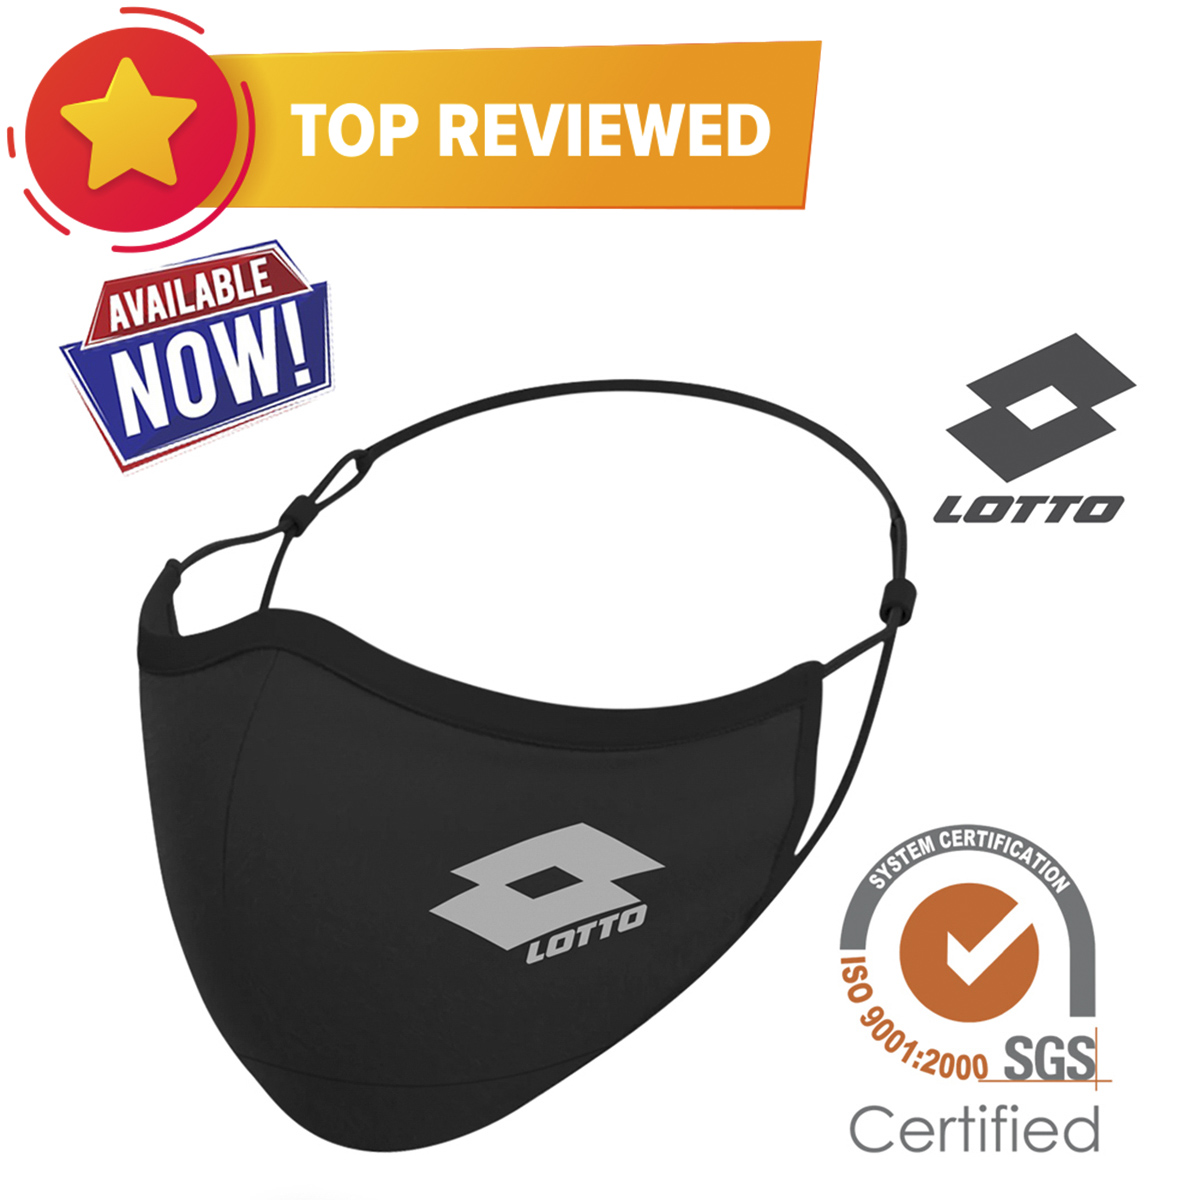 TOP REVIEWED
AVAILABLE
NOW!
LOTTO
LOTTO
SYSTEM CERTIFICATION
ISO 9001:2000
SGS
Certified